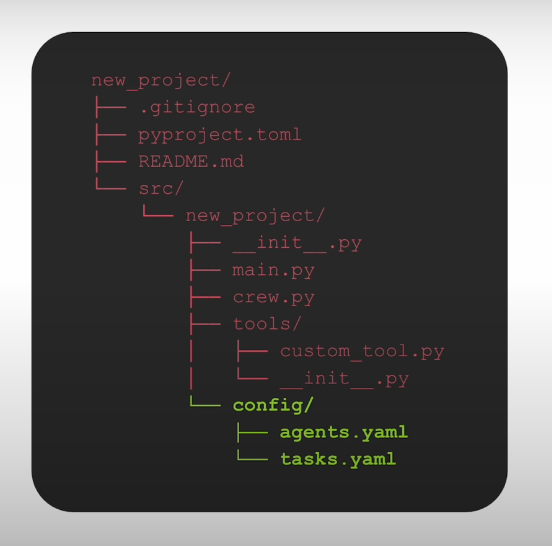 new_project/
├── .gitignore
├── pyproject.toml
├── README.md
└── src/
    └── new_project/
        ├── __init__.py
        ├── main.py
        ├── crew.py
        ├── tools/
        │   ├── custom_tool.py
        │   └── __init__.py
        └── config/
            ├── agents.yaml
            └── tasks.yaml